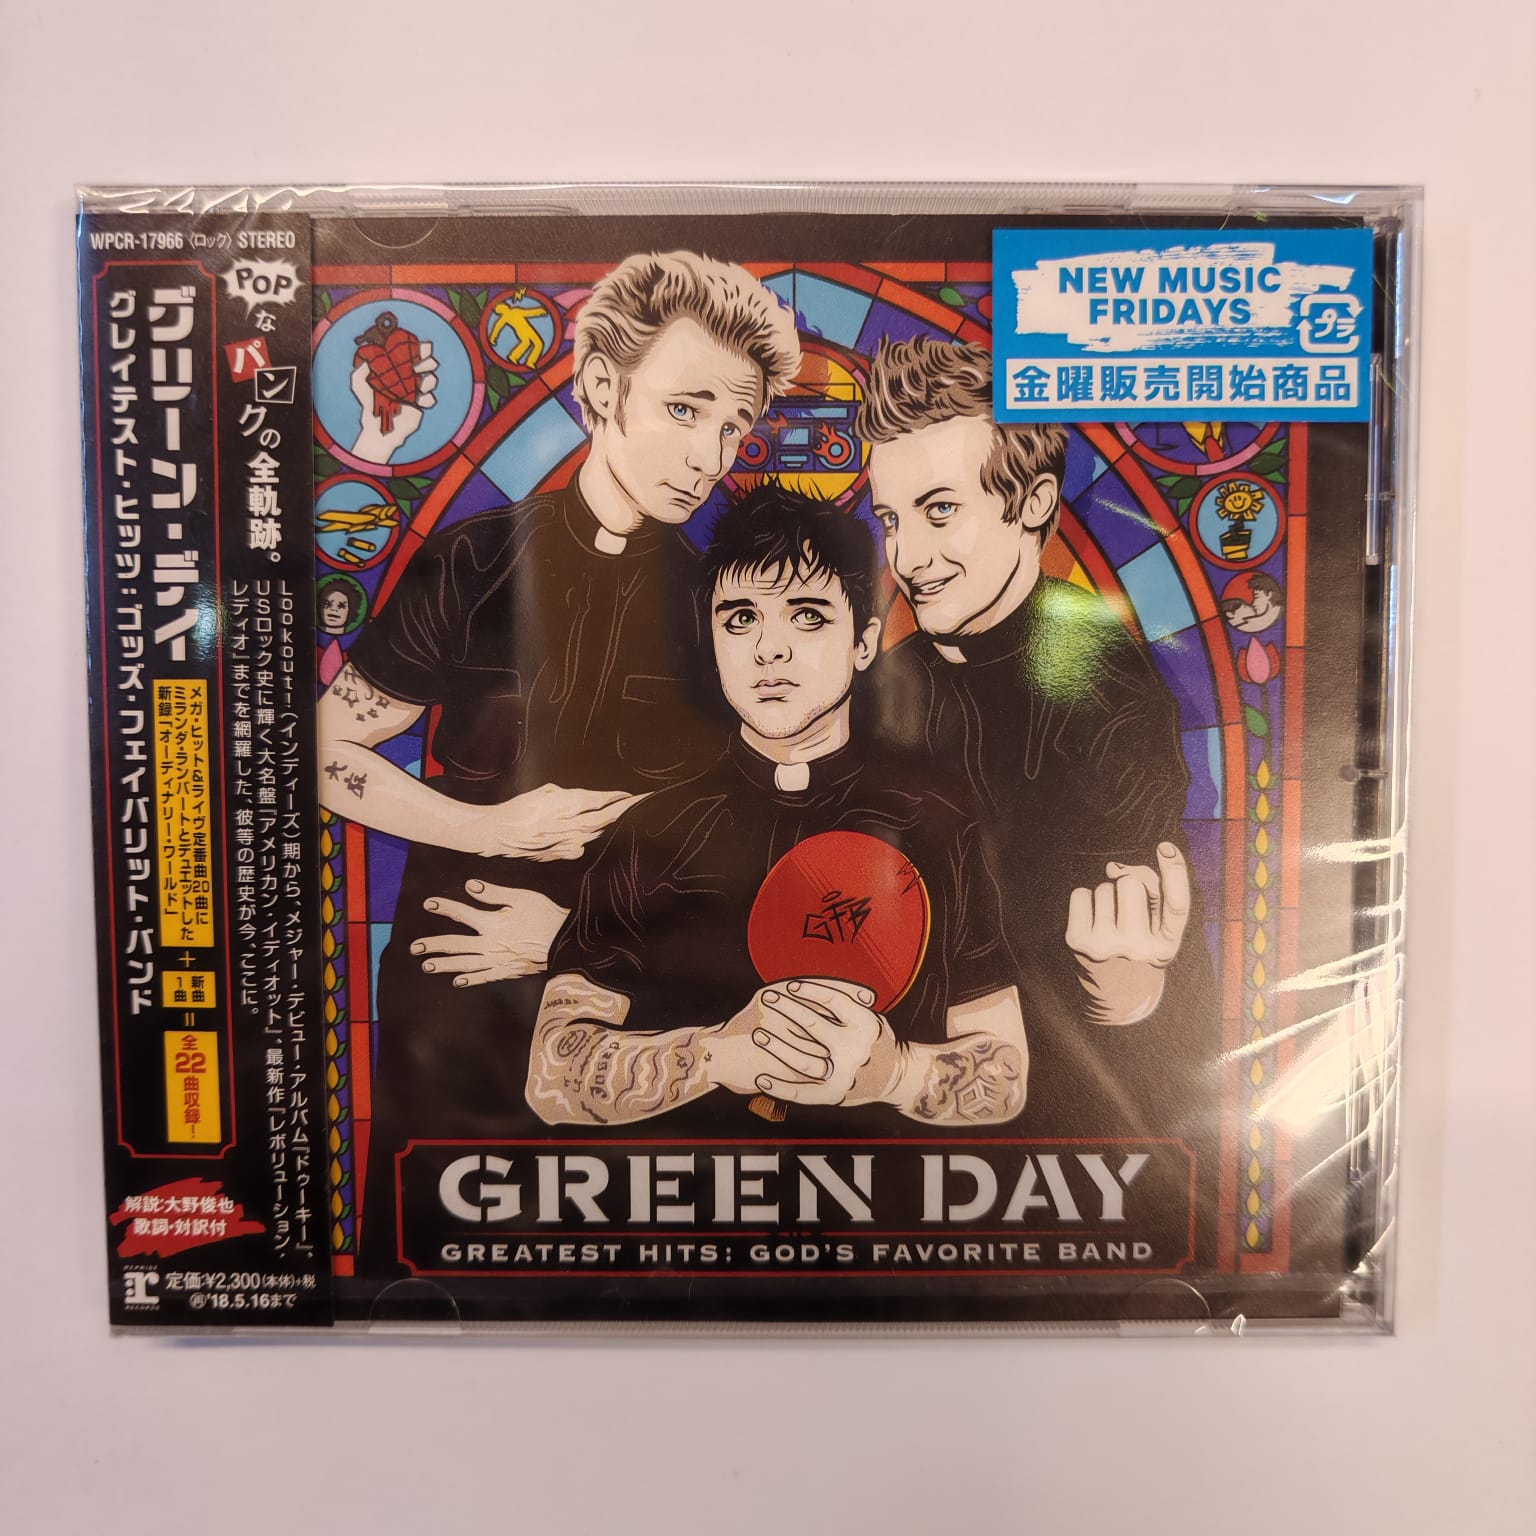 WPCR-17966〈ロック〉STEREO
グリーン・デイ
グレイテスト・ヒッツ：ゴッズ・フェイバリット・バンド
POPな
パンクの全軌跡。
Lookout!（インディーズ）期から、メジャー・デビュー・アルバム「ドゥーキー」、
USロック史に輝く大名盤「アメリカン・イディオット」、最新作「レボリューション・
レディオ」までを網羅した、彼等の歴史が今、ここに。
メガ・ヒット&ライヴ定番曲20曲に
ミランダ・ランバートとデュエットした
新録「オーディナリー・ワールド」
+
新曲
1曲
=
全22曲収録!
解説:大野俊也
歌詞・対訳付
REPRISE
r
RECORDS
定価:¥2,300(本体)+税
㋐'18.5.16まで
NEW MUSIC
FRIDAYS
プラ
金曜販売開始商品
GFB
GREEN DAY
GREATEST HITS: GOD'S FAVORITE BAND